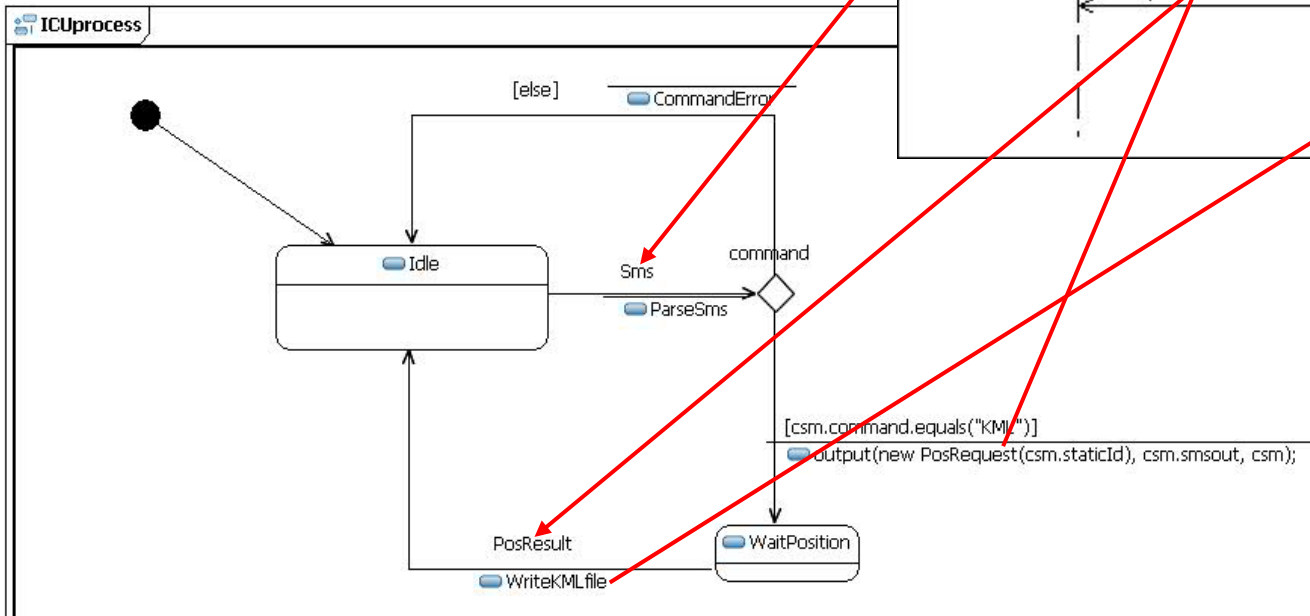 ICUprocess
[else]
CommandError
Idle
Sms
command
ParseSms
[csm.command.equals("KML")]
output(new PosRequest(csm.staticId), csm.smsout, csm);
PosResult
WaitPosition
WriteKMLfile